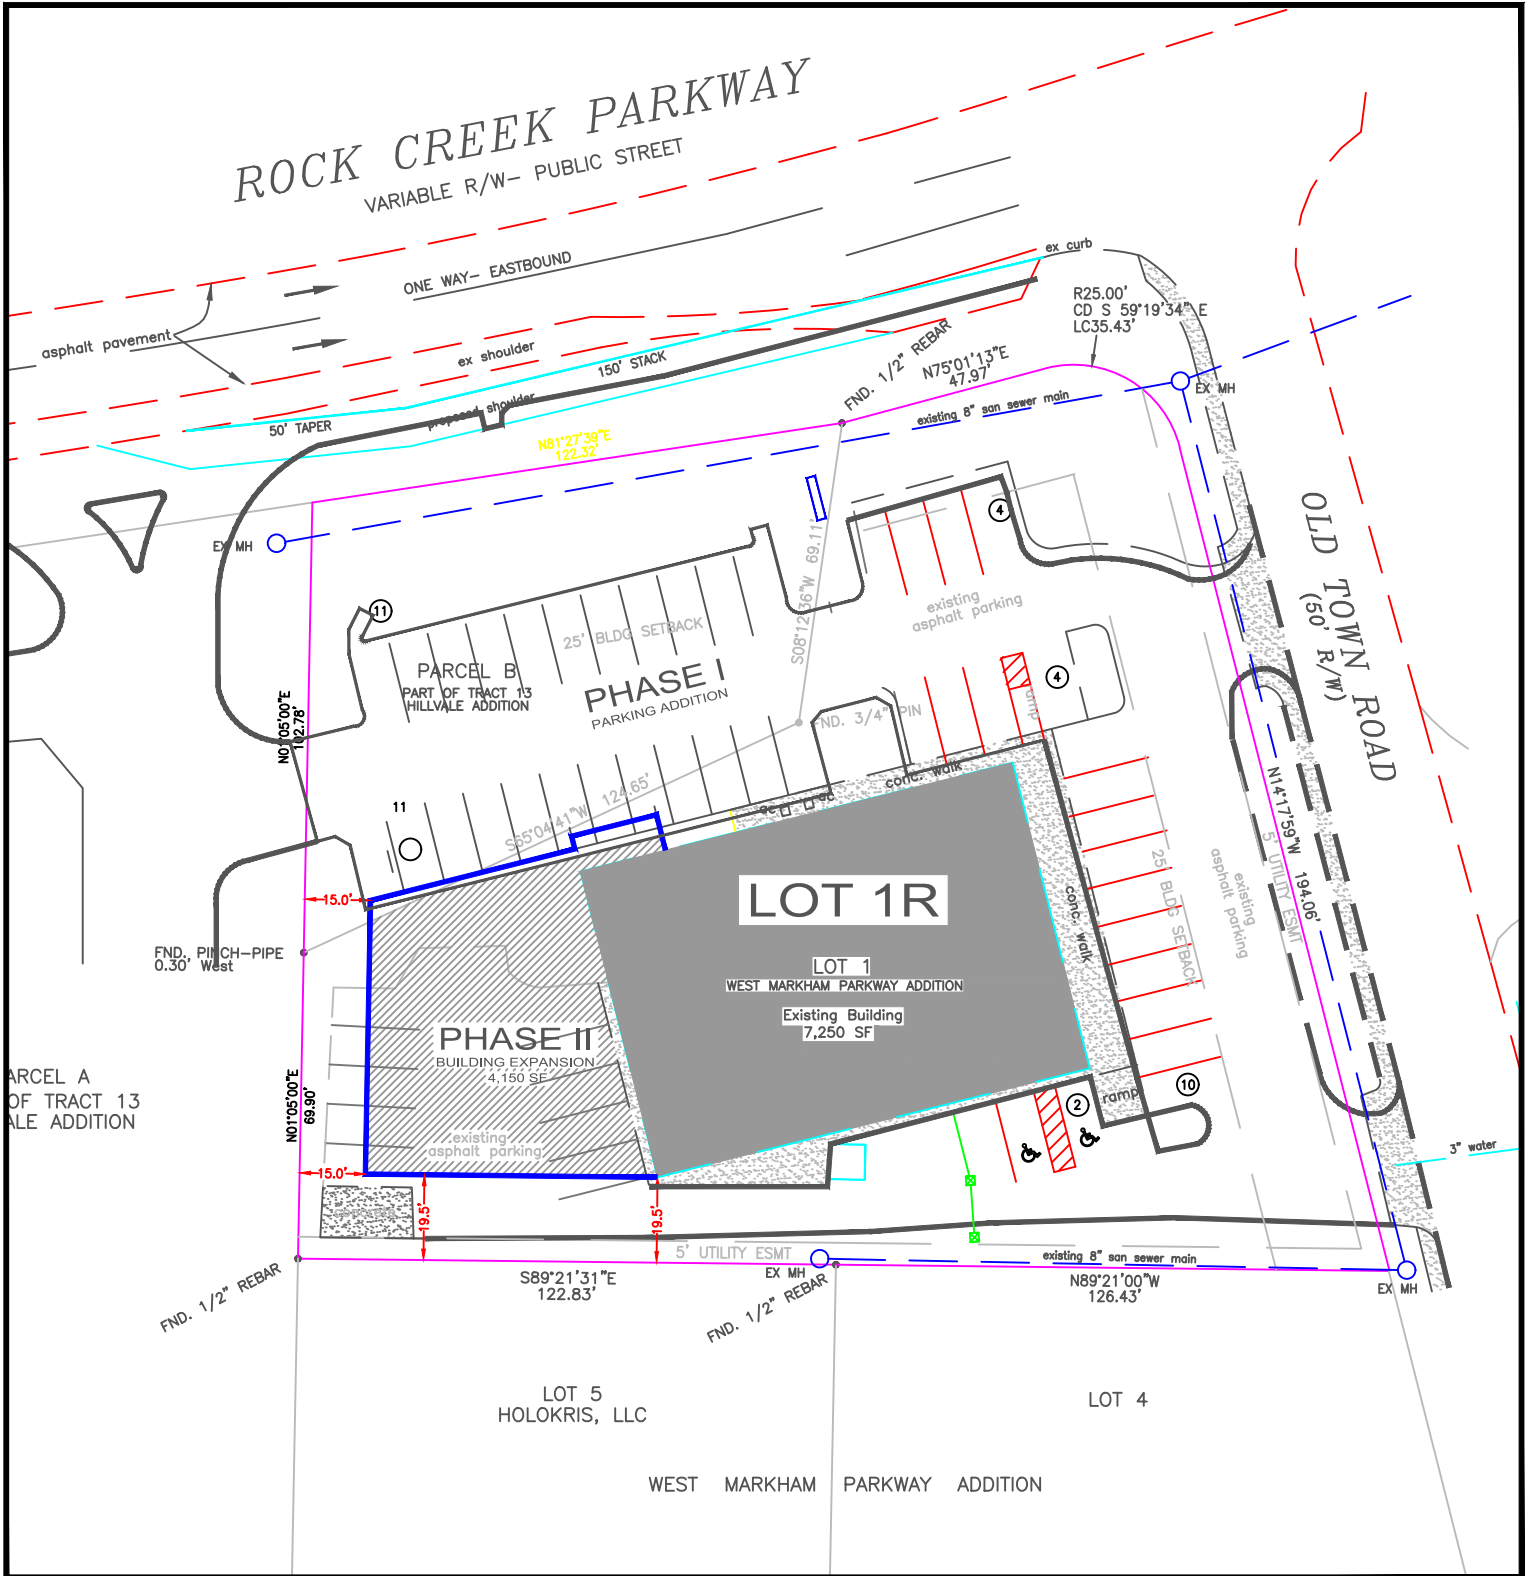 ROCK CREEK PARKWAY
VARIABLE R/W- PUBLIC STREET
ONE WAY- EASTBOUND
asphalt pavement
ex shoulder
150' STACK
50' TAPER
proposed shoulder
ex curb
R25.00'
CD S 59°19'34" E
LC35.43'
FND. 1/2" REBAR
N75°01'13"E
47.97'
existing 8" san sewer main
EX MH
N81°27'39"E
122.32'
EX MH
OLD TOWN ROAD
(50' R/W)
4
S08°12'36"W 69.11'
existing
asphalt parking
11
25' BLDG SETBACK
PARCEL B
PART OF TRACT 13
HILLVALE ADDITION
PHASE I
PARKING ADDITION
4
FND. 3/4" PIN
N01°05'00"E
102.78'
conc. walk
ac
ac
11
S65°04'41"W 124.65'
15.0'
LOT 1R
conc. walk
25' BLDG SETBACK
existing
asphalt parking
5' UTILITY ESMT
N14°17'59"W 194.06'
FND. PINCH-PIPE
0.30' West
LOT 1
WEST MARKHAM PARKWAY ADDITION
Existing Building
7,250 SF
PHASE II
BUILDING EXPANSION
4,150 SF
ARCEL A
OF TRACT 13
ALE ADDITION
N01°05'00"E
69.90'
existing
asphalt parking
10
2
ramp
3" water
15.0'
19.5'
19.5'
5' UTILITY ESMT
existing 8" san sewer main
EX MH
EX MH
S89°21'31"E
122.83'
N89°21'00"W
126.43'
FND. 1/2" REBAR
FND. 1/2" REBAR
LOT 5
HOLOKRIS, LLC
LOT 4
WEST MARKHAM PARKWAY ADDITION